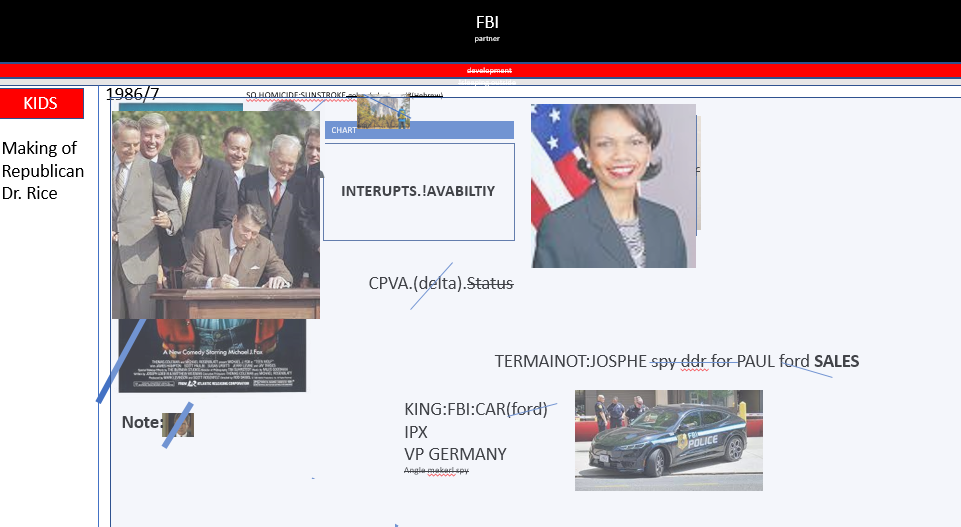 FBI
partner
development
KIDS
1986/7
SO.HOMICIDE:SUNSTROKE
(Hebrew)
Making of
Republican
Dr. Rice
CHART
INTERUPTS.!AVABILTIY
CPVA.(delta).Status
A New Comedy Starring Michael J. Fox
TERMAINOT:JOSPHE spy ddr for PAUL ford SALES
Note:
KING:FBI:CAR(ford)
IPX
VP GERMANY
Angle mekerl spy
FBI
POLICE